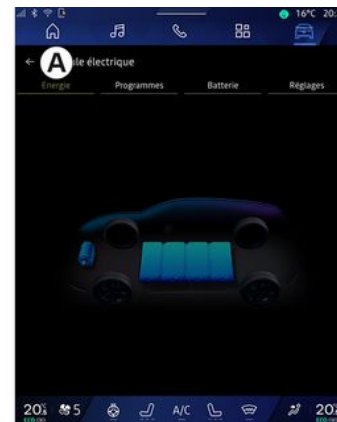 16°C 20:
A
ule électrique
Energie Programmes Batterie Réglages
20 5 A/C 20